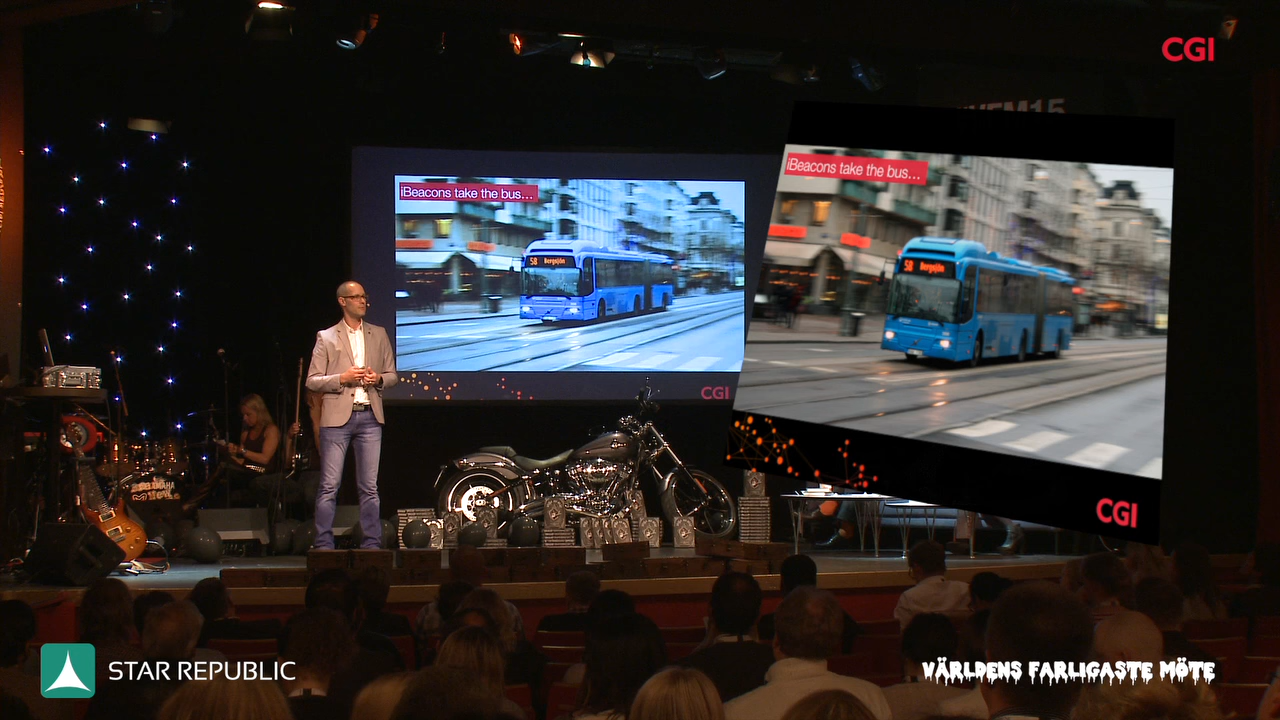 CGI
iBeacons take the bus...
58 Bergsjön
CGI
iBeacons take the bus...
58 Bergsjön
CGI
YAMAHA
STAR REPUBLIC
VÄRLDENS FARLIGASTE MÖTE